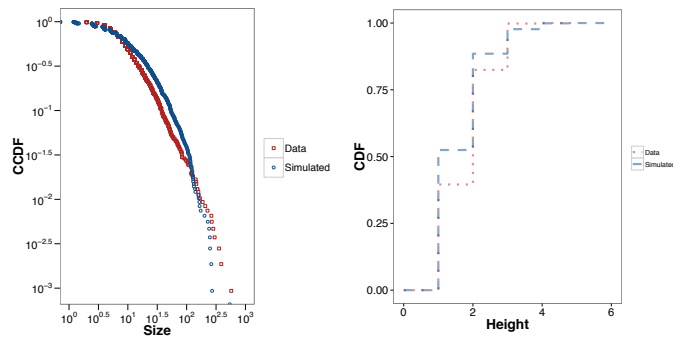 10^0
10^−0.5
10^−1
10^−1.5
10^−2
10^−2.5
10^−3
CCDF
10^0 10^0.5 10^1 10^1.5 10^2 10^2.5 10^3
Size
Data
Simulated
1.00
0.75
0.50
0.25
0.00
CDF
0 2 4 6
Height
Data
Simulated